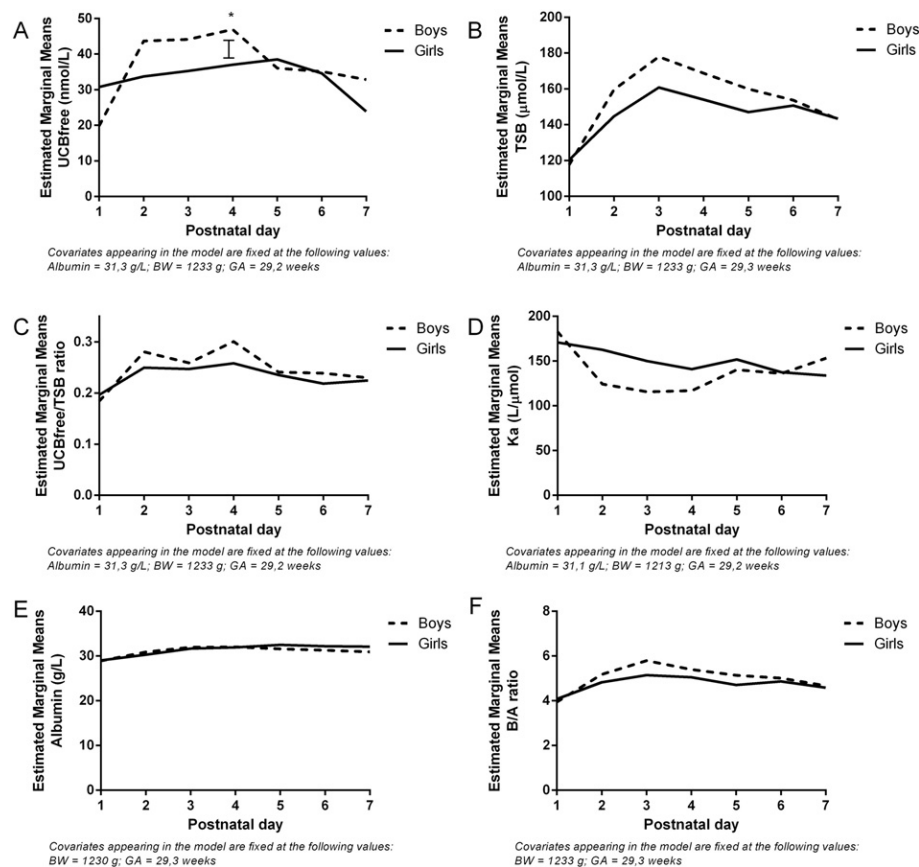 A
Estimated Marginal Means
UCBfree (nmol/L)
50
40
30
20
10
0
*
Boys
Girls
1 2 3 4 5 6 7
Postnatal day
Covariates appearing in the model are fixed at the following values:
Albumin = 31,3 g/L; BW = 1233 g; GA = 29,2 weeks
B
Estimated Marginal Means
TSB (μmol/L)
200
180
160
140
120
100
Boys
Girls
1 2 3 4 5 6 7
Postnatal day
Covariates appearing in the model are fixed at the following values:
Albumin = 31,3 g/L; BW = 1233 g; GA = 29,3 weeks
C
Estimated Marginal Means
UCBfree/TSB ratio
0.3
0.2
0.1
0.0
Boys
Girls
1 2 3 4 5 6 7
Postnatal day
Covariates appearing in the model are fixed at the following values:
Albumin = 31,3 g/L; BW = 1233 g; GA = 29,2 weeks
D
Estimated Marginal Means
Ka (L/μmol)
200
150
100
50
0
Boys
Girls
1 2 3 4 5 6 7
Postnatal day
Covariates appearing in the model are fixed at the following values:
Albumin = 31,1 g/L; BW = 1213 g; GA = 29,2 weeks
E
Estimated Marginal Means
Albumin (g/L)
40
30
20
10
0
Boys
Girls
1 2 3 4 5 6 7
Postnatal day
Covariates appearing in the model are fixed at the following values:
BW = 1230 g; GA = 29,3 weeks
F
Estimated Marginal Means
B/A ratio
8
6
4
2
0
Boys
Girls
1 2 3 4 5 6 7
Postnatal day
Covariates appearing in the model are fixed at the following values:
BW = 1233 g; GA = 29,3 weeks